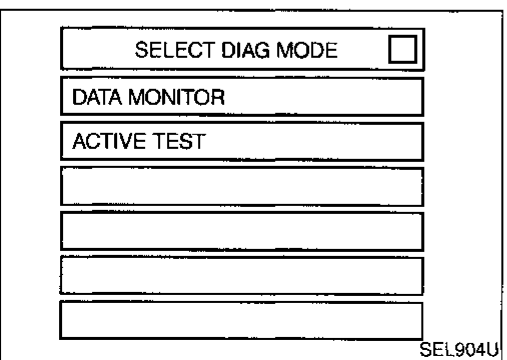 SELECT DIAG MODE
DATA MONITOR
ACTIVE TEST
SEL904U